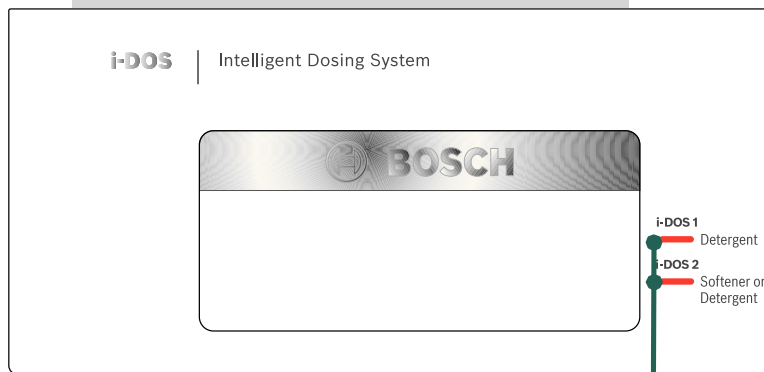 i-DOS
Intelligent Dosing System
BOSCH
i-DOS 1
Detergent
i-DOS 2
Softener or
Detergent